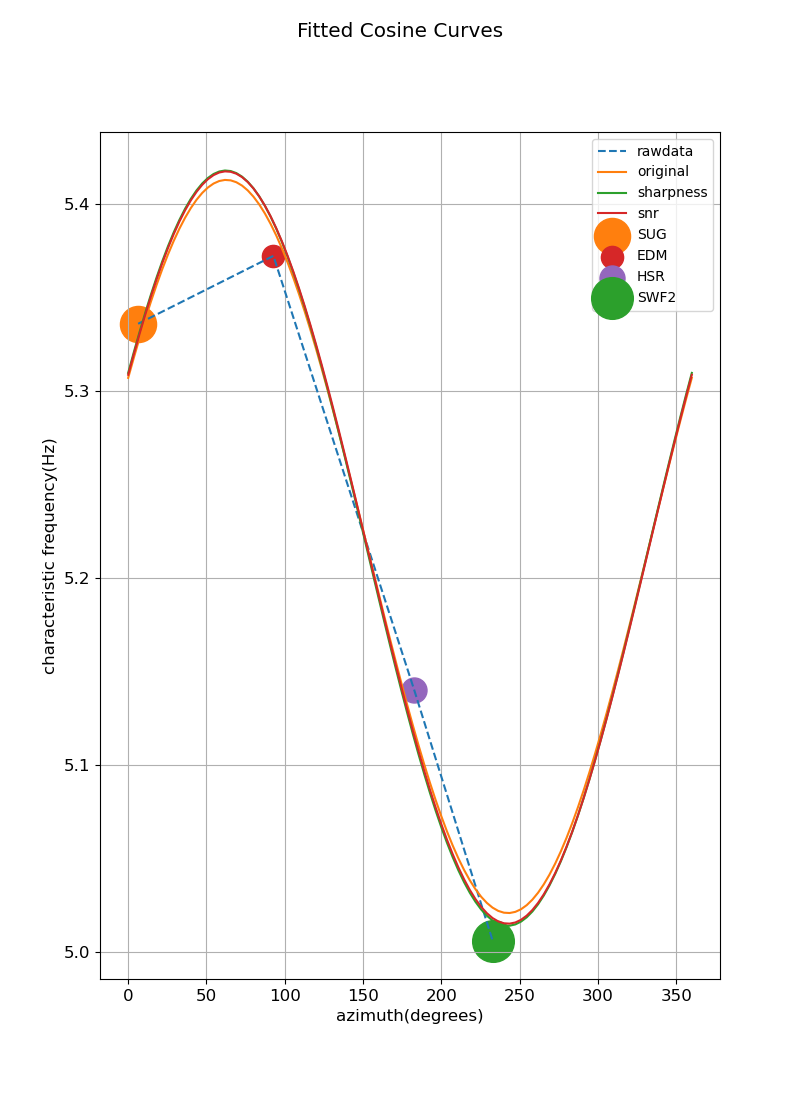 Fitted Cosine Curves
rawdata
original
sharpness
snr
SUG
EDM
HSR
SWF2
characteristic frequency(Hz)
5.4
5.3
5.2
5.1
5.0
0 50 100 150 200 250 300 350
azimuth(degrees)